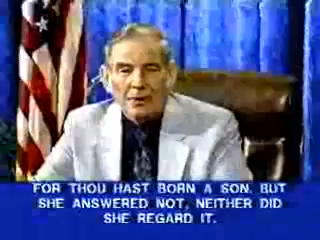 FOR THOU HAST BORN A SON. BUT
SHE ANSWERED NOT, NEITHER DID
SHE REGARD IT.